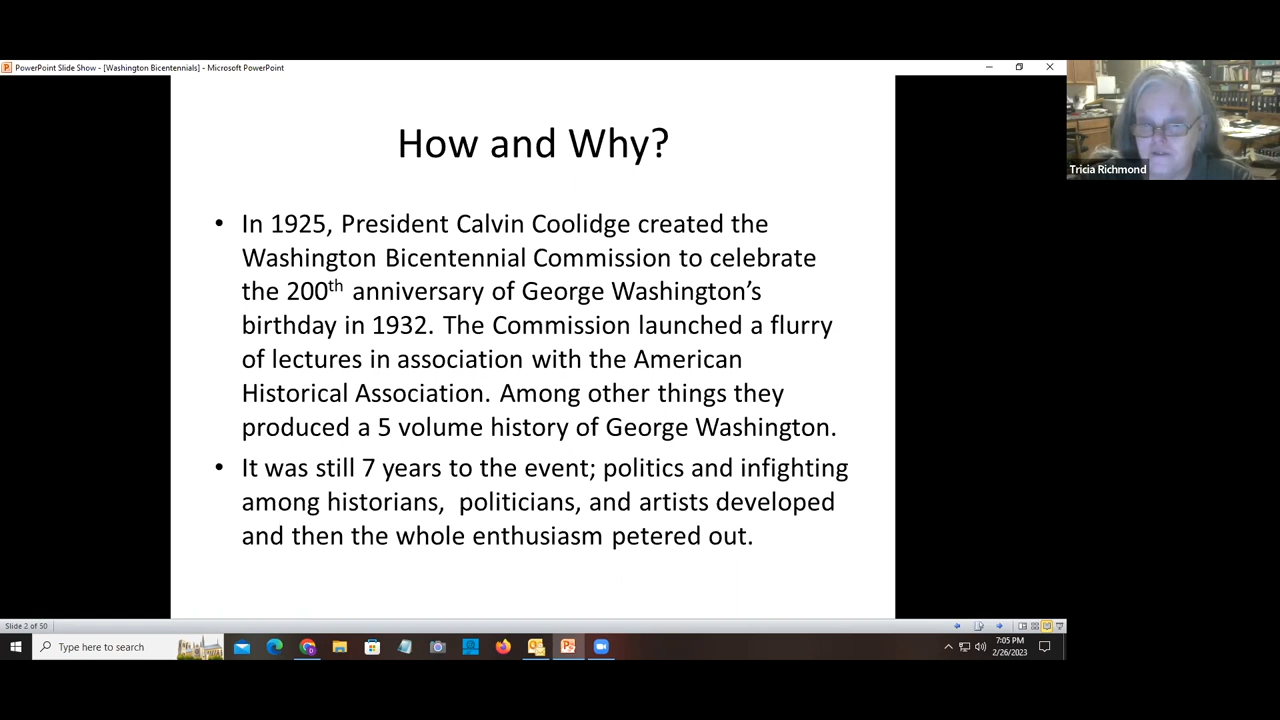 PowerPoint Slide Show - [Washington Bicentennials] - Microsoft PowerPoint
How and Why?
• In 1925, President Calvin Coolidge created the
Washington Bicentennial Commission to celebrate
the 200th anniversary of George Washington’s
birthday in 1932. The Commission launched a flurry
of lectures in association with the American
Historical Association. Among other things they
produced a 5 volume history of George Washington.
• It was still 7 years to the event; politics and infighting
among historians,  politicians, and artists developed
and then the whole enthusiasm petered out.
Tricia Richmond
Slide 2 of 50
Type here to search
7:05 PM
2/26/2023